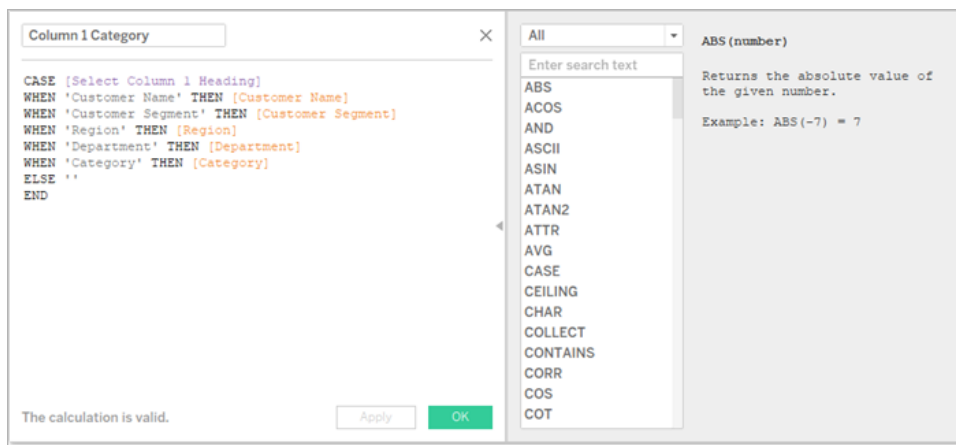 Column 1 Category
CASE [Select Column 1 Heading]
WHEN 'Customer Name' THEN [Customer Name]
WHEN 'Customer Segment' THEN [Customer Segment]
WHEN 'Region' THEN [Region]
WHEN 'Department' THEN [Department]
WHEN 'Category' THEN [Category]
ELSE ''
END
The calculation is valid.
Apply
OK
All
Enter search text
ABS
ACOS
AND
ASCII
ASIN
ATAN
ATAN2
ATTR
AVG
CASE
CEILING
CHAR
COLLECT
CONTAINS
CORR
COS
COT
ABS(number)
Returns the absolute value of
the given number.
Example: ABS(-7) = 7